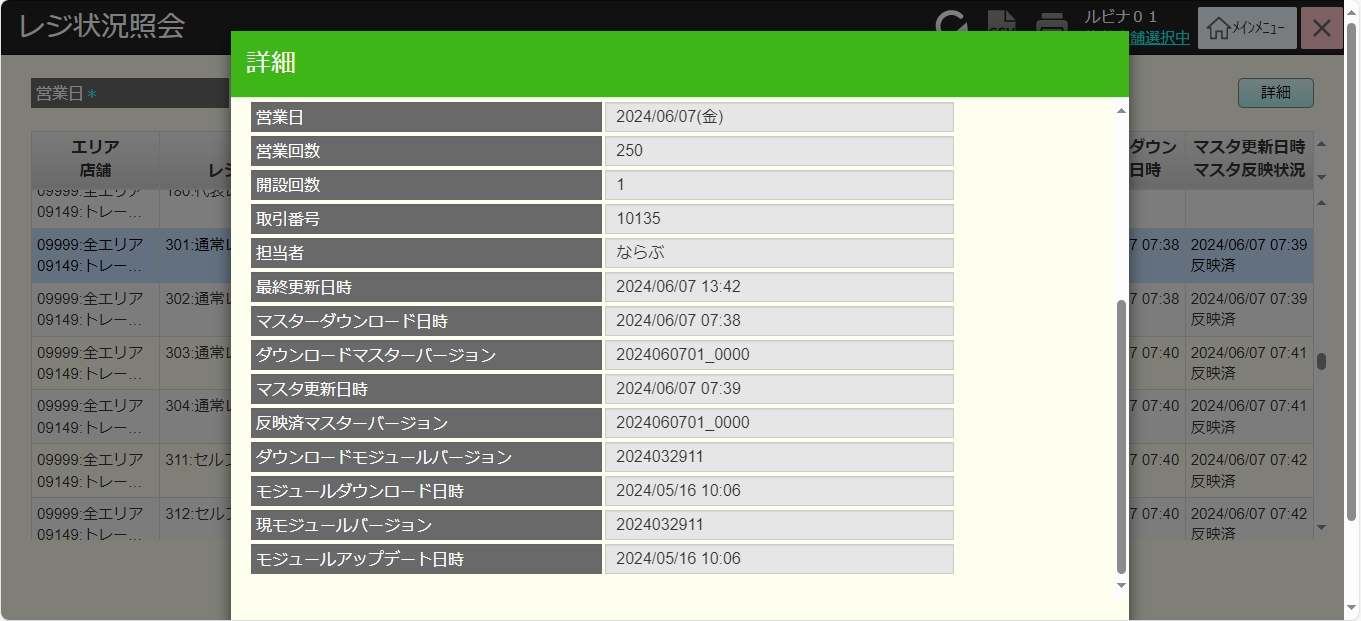 レジ状況照会
ルビナ０１
舗選択中
メインメニュー
詳細
営業日*
詳細
エリア
店舗
ダウン
日時
マスタ更新日時
マスタ反映状況
09999:全エリア
09149:トレー...
09999:全エリア 301:通常
09149:トレー...
7 07:38 2024/06/07 07:39
反映済
09999:全エリア 302:通常
09149:トレー...
7 07:38 2024/06/07 07:39
反映済
09999:全エリア 303:通常
09149:トレー...
7 07:40 2024/06/07 07:41
反映済
09999:全エリア 304:通常
09149:トレー...
7 07:40 2024/06/07 07:41
反映済
09999:全エリア 311:セル
09149:トレー...
7 07:40 2024/06/07 07:42
反映済
09999:全エリア 312:セル
09149:トレー...
7 07:40 2024/06/07 07:42
反映済
営業日 2024/06/07(金)
営業回数 250
開設回数 1
取引番号 10135
担当者 ならぶ
最終更新日時 2024/06/07 13:42
マスターダウンロード日時 2024/06/07 07:38
ダウンロードマスターバージョン 2024060701_0000
マスタ更新日時 2024/06/07 07:39
反映済マスターバージョン 2024060701_0000
ダウンロードモジュールバージョン 2024032911
モジュールダウンロード日時 2024/05/16 10:06
現モジュールバージョン 2024032911
モジュールアップデート日時 2024/05/16 10:06